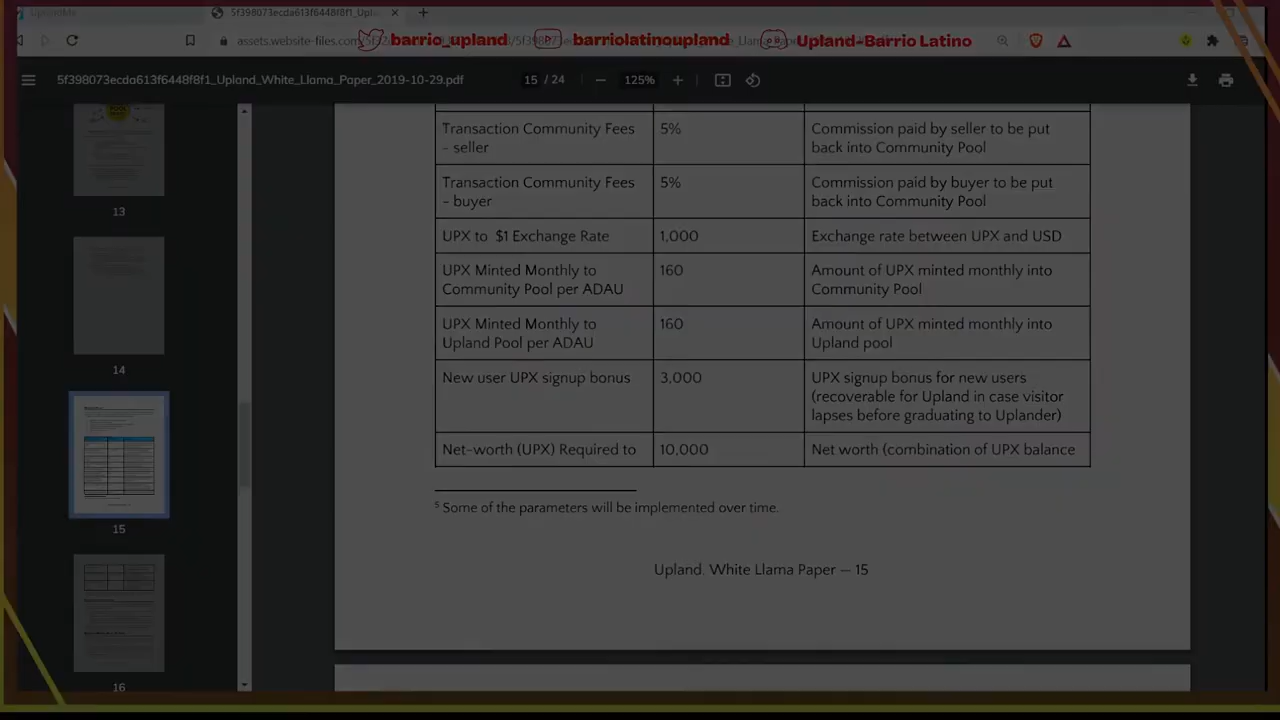 5f398073ecda613f6448f8f1_Upl
barrio_upland
barriolatinoupland
Upland-Barrio Latino
assets.website-files.com
5f398073ecda613f6448f8f1_Upland_White_Llama_Paper_2019-10-29.pdf
15 / 24
125%
Transaction Community Fees
- seller
5%
Commission paid by seller to be put
back into Community Pool
Transaction Community Fees
- buyer
5%
Commission paid by buyer to be put
back into Community Pool
UPX to $1 Exchange Rate
1,000
Exchange rate between UPX and USD
UPX Minted Monthly to
Community Pool per ADAU
160
Amount of UPX minted monthly into
Community Pool
UPX Minted Monthly to
Upland Pool per ADAU
160
Amount of UPX minted monthly into
Upland pool
New user UPX signup bonus
3,000
UPX signup bonus for new users
(recoverable for Upland in case visitor
lapses before graduating to Uplander)
Net-worth (UPX) Required to
10,000
Net worth (combination of UPX balance
5 Some of the parameters will be implemented over time.
Upland. White Llama Paper — 15
13
14
15
16